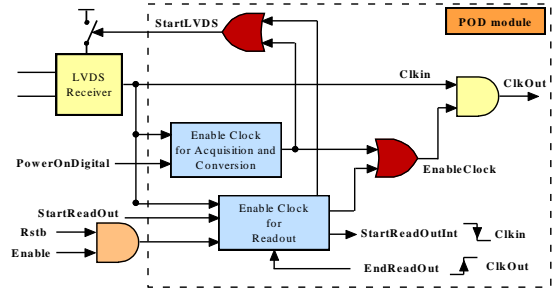 StartLVDS
POD module
LVDS
Receiver
Clkin
ClkOut
Enable Clock
for Acquisition and
Conversion
PowerOnDigital
EnableClock
StartReadOut
Enable Clock
for
Readout
Rstb
Enable
StartReadOutInt
Clkin
EndReadOut
ClkOut